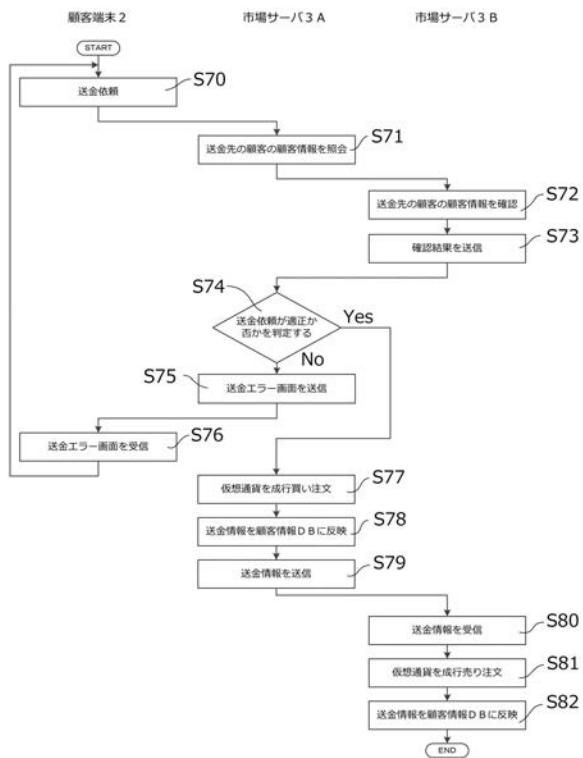 顧客端末2 市場サーバ3A 市場サーバ3B
START
送金依頼 S70
送金先の顧客の顧客情報を照会 S71
送金先の顧客の顧客情報を確認 S72
確認結果を送信 S73
S74
送金依頼が適正か
否かを判定する
Yes
No
S75 送金エラー画面を送信
送金エラー画面を受信 S76
仮想通貨を成行買い注文 S77
送金情報を顧客情報DBに反映 S78
送金情報を送信 S79
送金情報を受信 S80
仮想通貨を成行売り注文 S81
送金情報を顧客情報DBに反映 S82
END